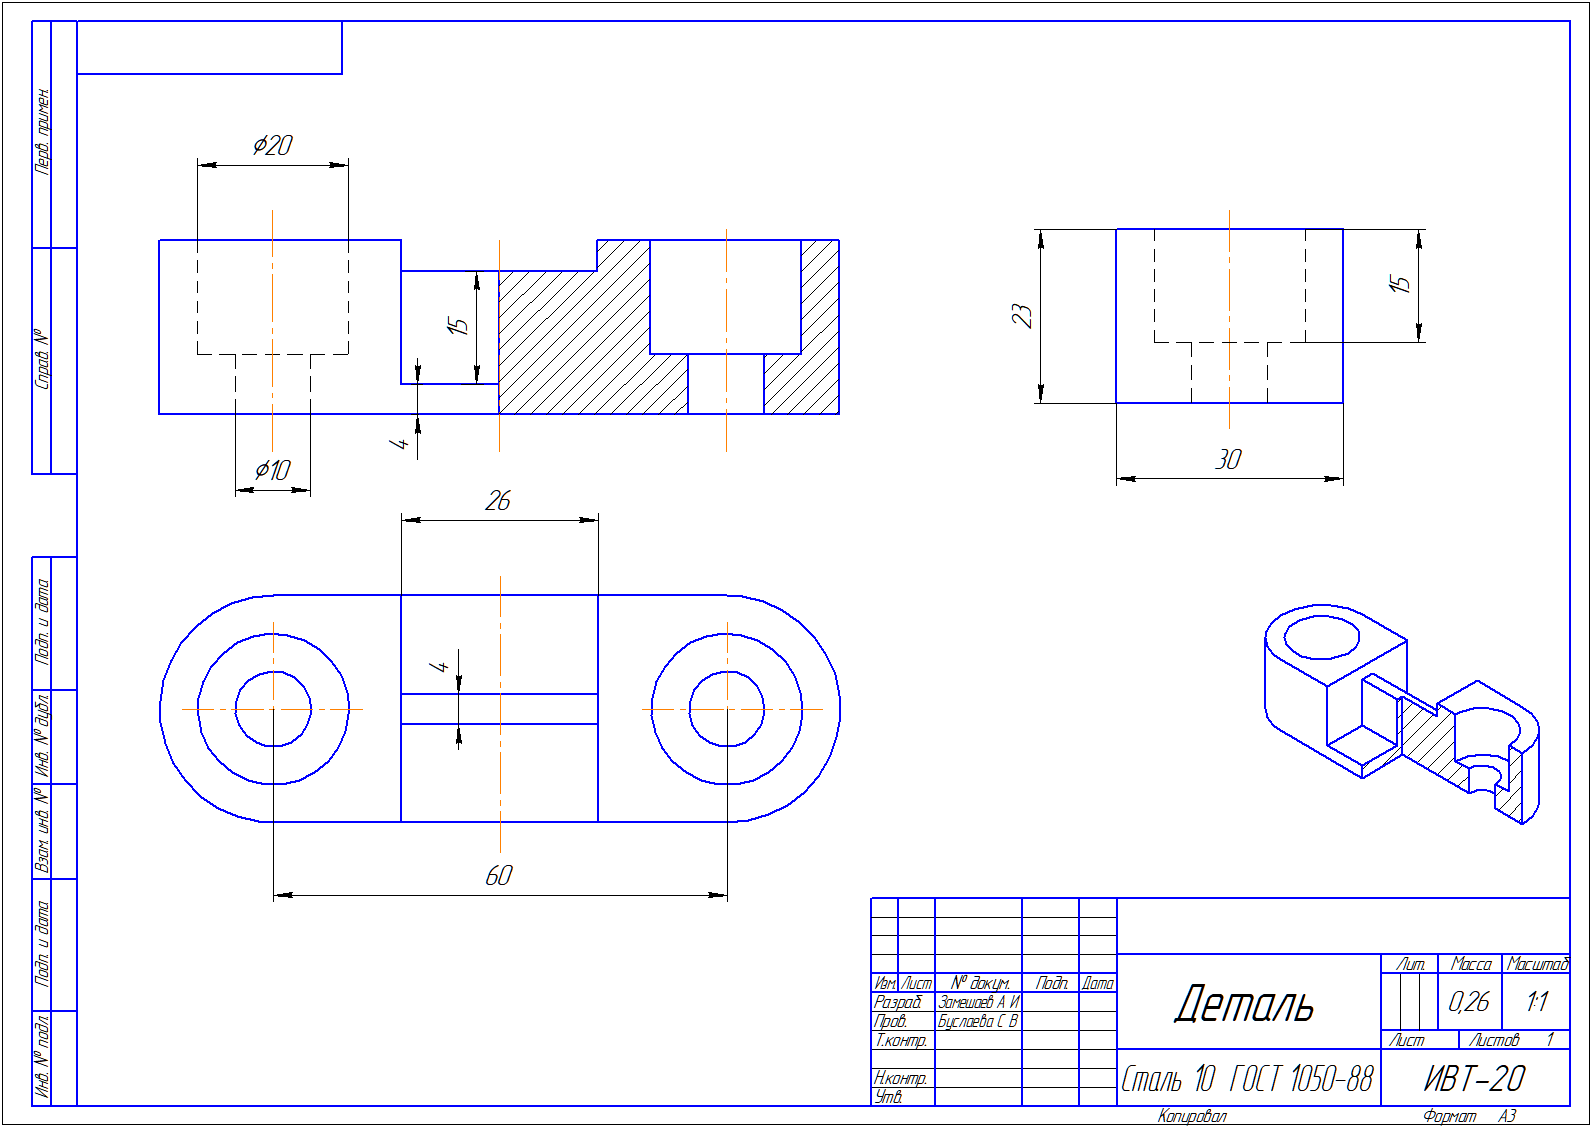 Перв. примен.
Справ. №
Подп. и дата
Инв. № дубл.
Взам. инв. №
Подп. и дата
Инв. № подл.
⌀20
15
4
⌀10
23
15
30
26
4
60
Изм. Лист № докум. Подп. Дата
Разраб. Замешаев А И
Пров. Буслаева С В
Т.контр.
Н.контр.
Утв.
Деталь
Сталь 10 ГОСТ 1050-88
Лит. Масса Масштаб
0,26 1:1
Лист Листов 1
ИВТ-20
Копировал Формат А3